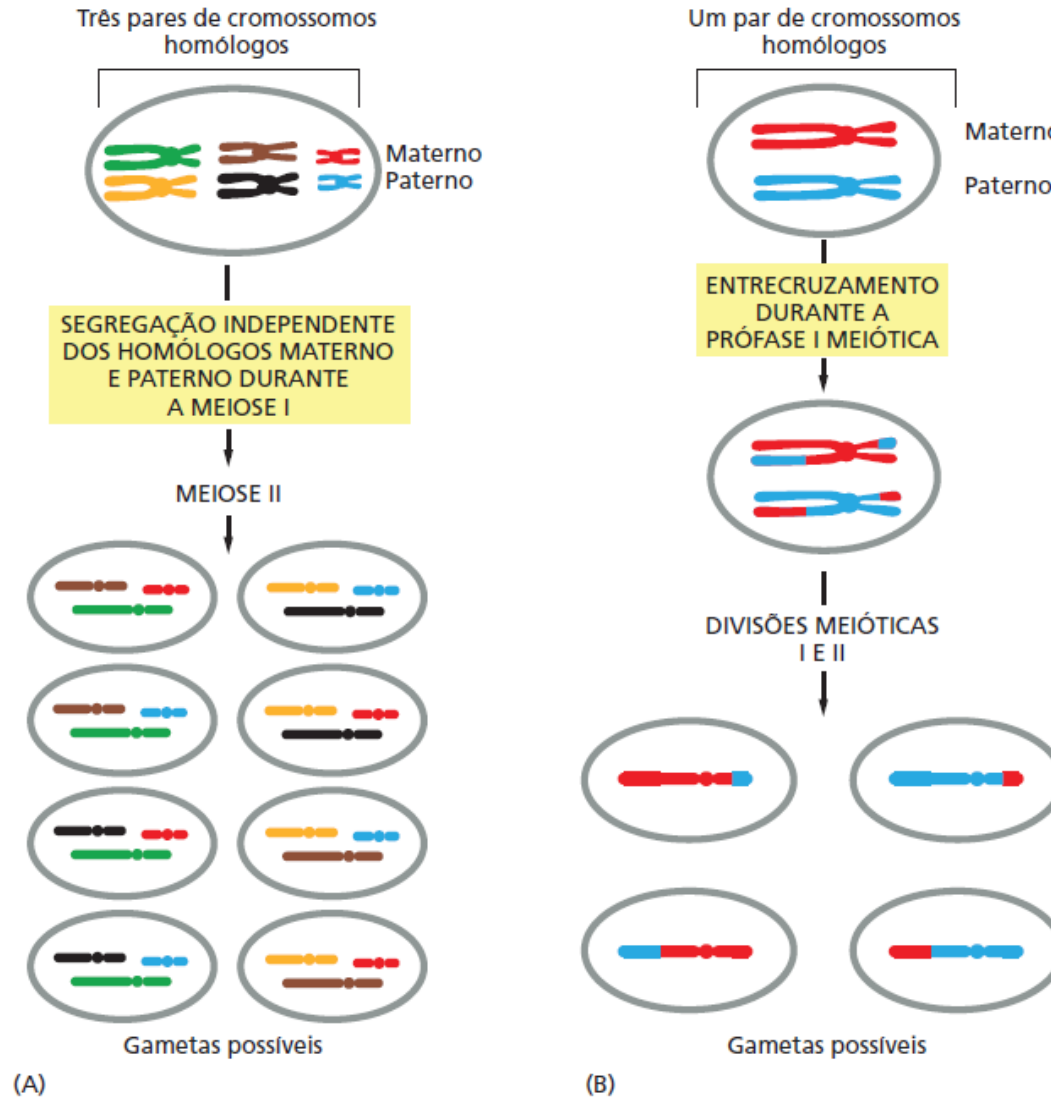 Três pares de cromossomos
homólogos
Materno
Paterno
SEGREGAÇÃO INDEPENDENTE
DOS HOMÓLOGOS MATERNO
E PATERNO DURANTE
A MEIOSE I
MEIOSE II
Gametas possíveis
(A)
Um par de cromossomos
homólogos
Materno
Paterno
ENTRECRUZAMENTO
DURANTE A
PRÓFASE I MEIÓTICA
DIVISÕES MEIÓTICAS
I E II
Gametas possíveis
(B)